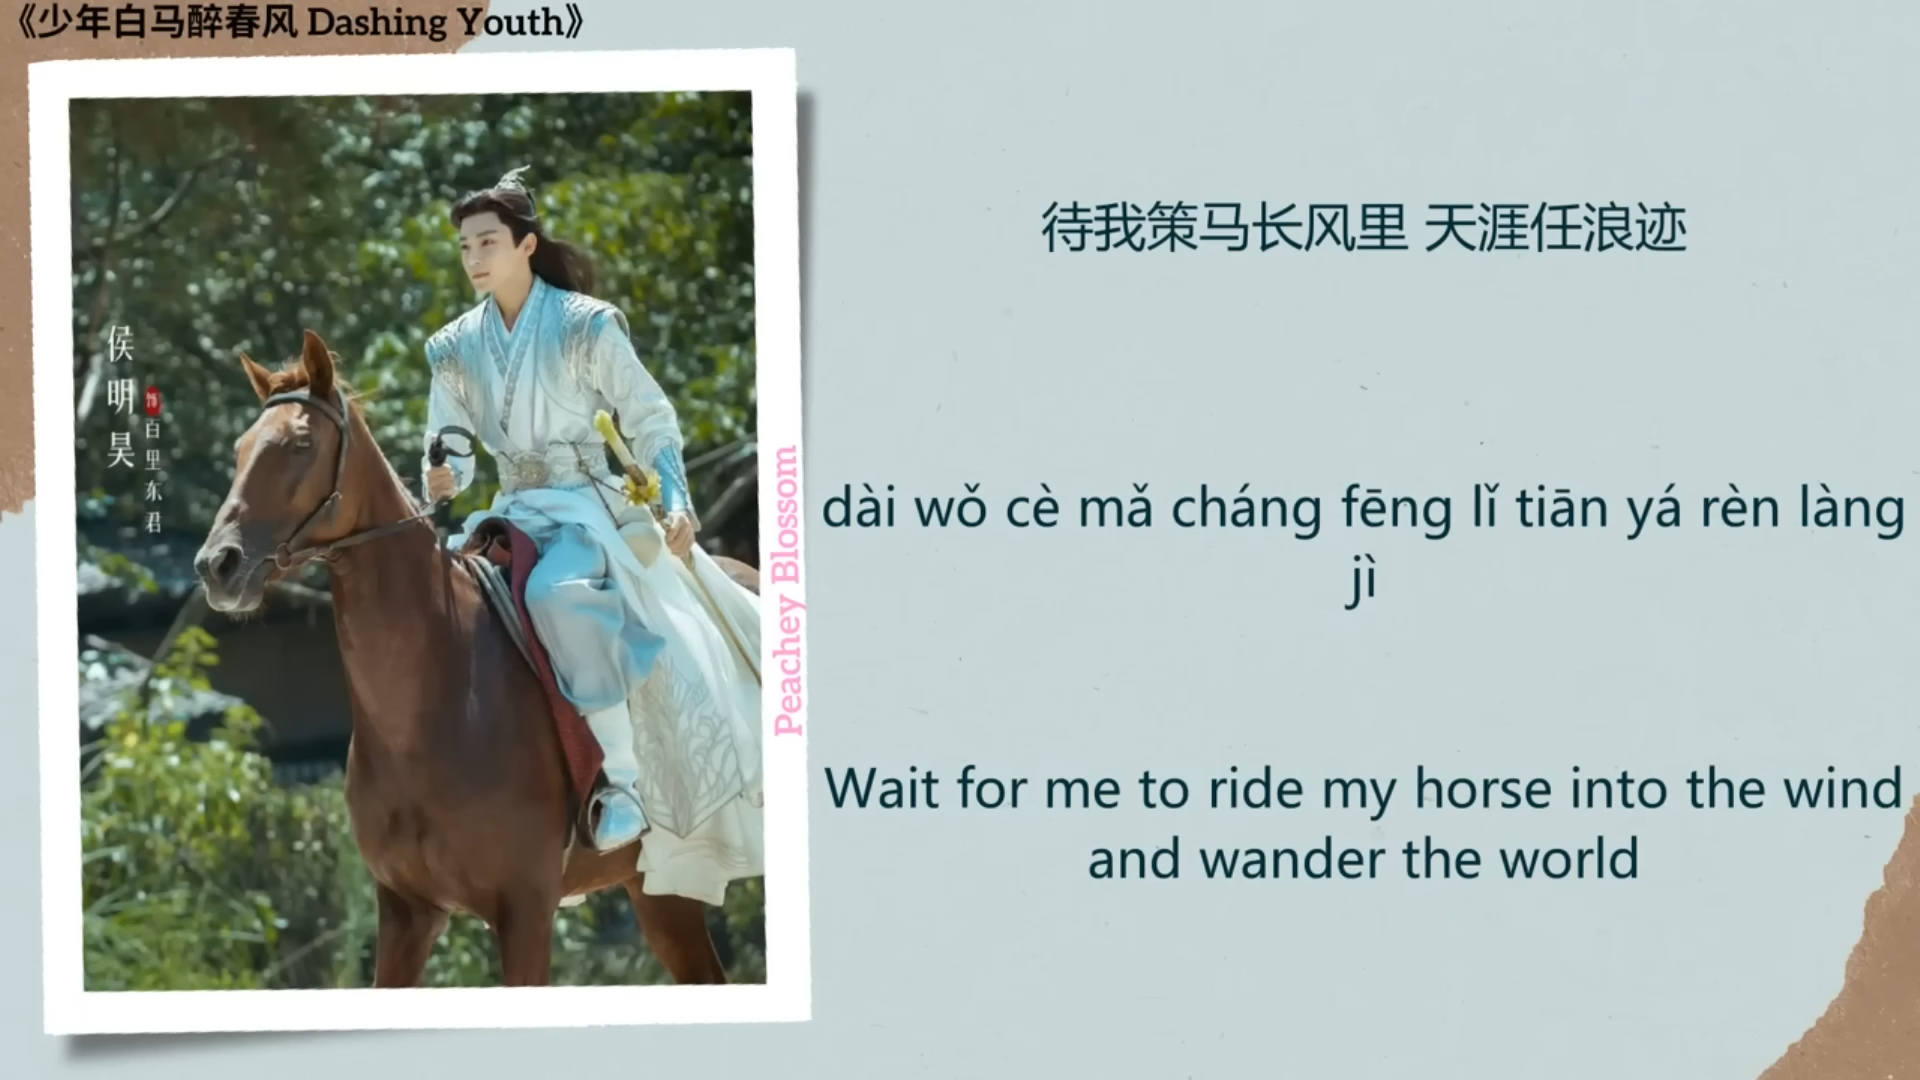 《少年白马醉春风 Dashing Youth》
侯明昊
饰百里东君
Peachey Blossom
待我策马长风里 天涯任浪迹
dài wǒ cè mǎ cháng fēng lǐ tiān yá rèn làng
jì
Wait for me to ride my horse into the wind
and wander the world